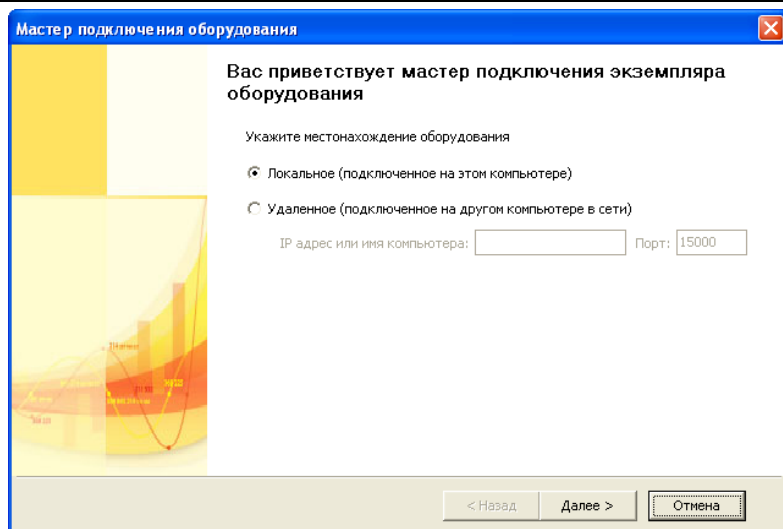 Мастер подключения оборудования
Вас приветствует мастер подключения экземпляра
оборудования
Укажите местонахождение оборудования
Локальное (подключенное на этом компьютере)
Удаленное (подключенное на другом компьютере в сети)
IP адрес или имя компьютера: Порт: 15000
< Назад Далее > Отмена